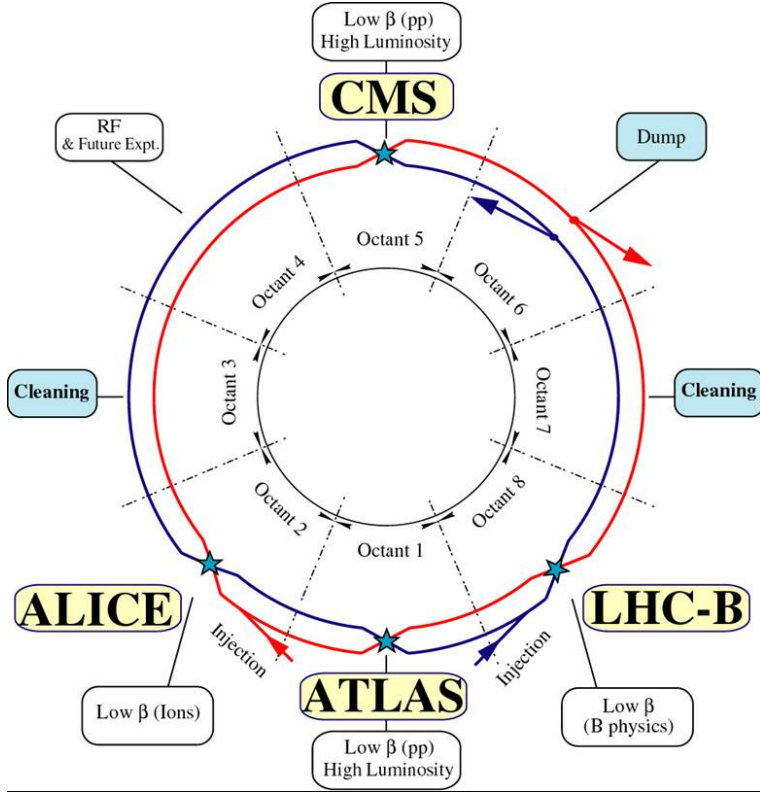 Low β (pp)
High Luminosity
CMS
RF
& Future Expt.
Dump
Octant 5
Octant 4
Octant 6
Octant 3
Octant 7
Cleaning
Cleaning
Octant 2
Octant 8
Octant 1
ALICE
LHC-B
Injection
Injection
ATLAS
Low β (Ions)
Low β
(B physics)
Low β (pp)
High Luminosity